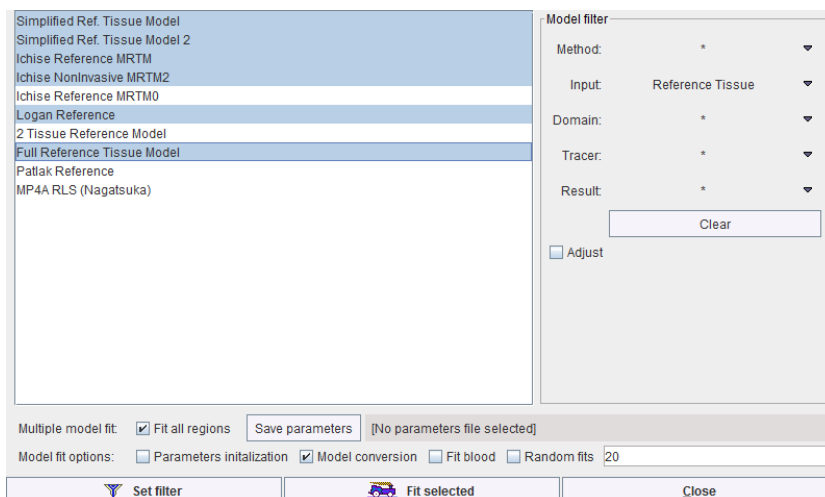 Simplified Ref. Tissue Model
Simplified Ref. Tissue Model 2
Ichise Reference MRTM
Ichise NonInvasive MRTM2
Ichise Reference MRTM0
Logan Reference
2 Tissue Reference Model
Full Reference Tissue Model
Patlak Reference
MP4A RLS (Nagatsuka)
Model filter
Method: *
Input: Reference Tissue
Domain: *
Tracer: *
Result: *
Clear
Adjust
Multiple model fit: Fit all regions Save parameters [No parameters file selected]
Model fit options: Parameters initalization Model conversion Fit blood Random fits 20
Set filter Fit selected Close